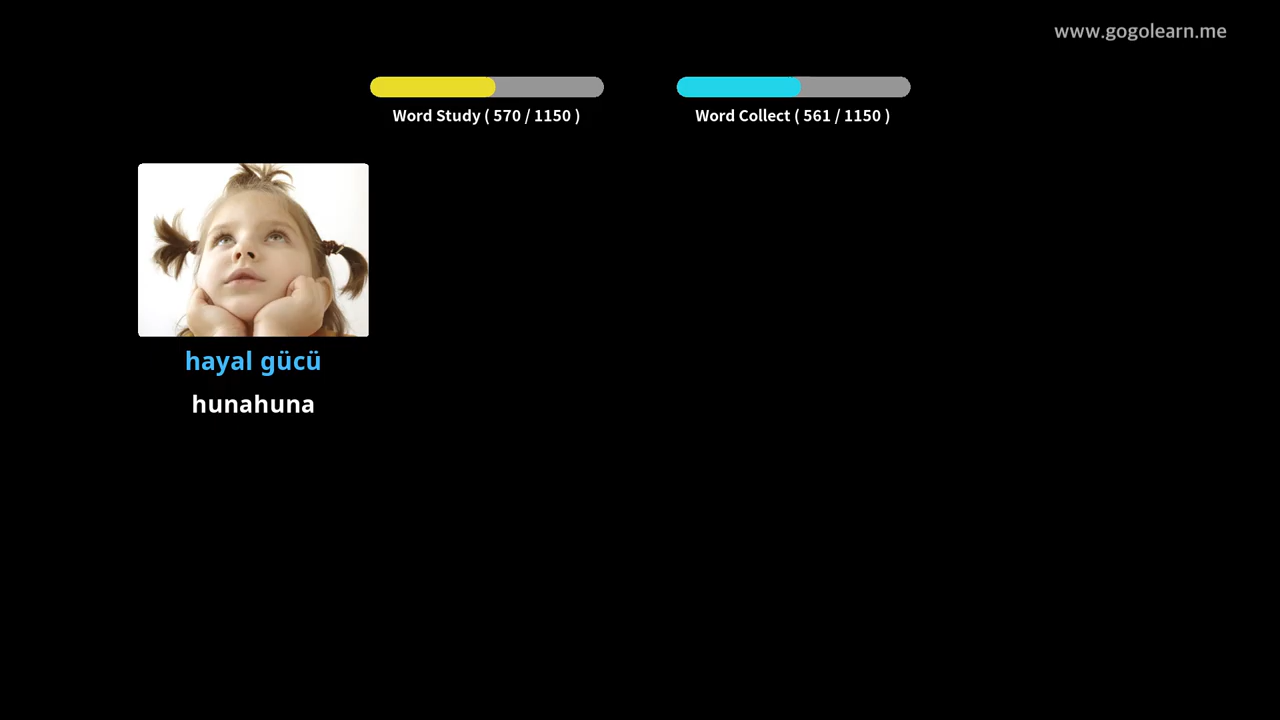 www.gogolearn.me
Word Study ( 570 / 1150 )
Word Collect ( 561 / 1150 )
hayal gücü
hunahuna